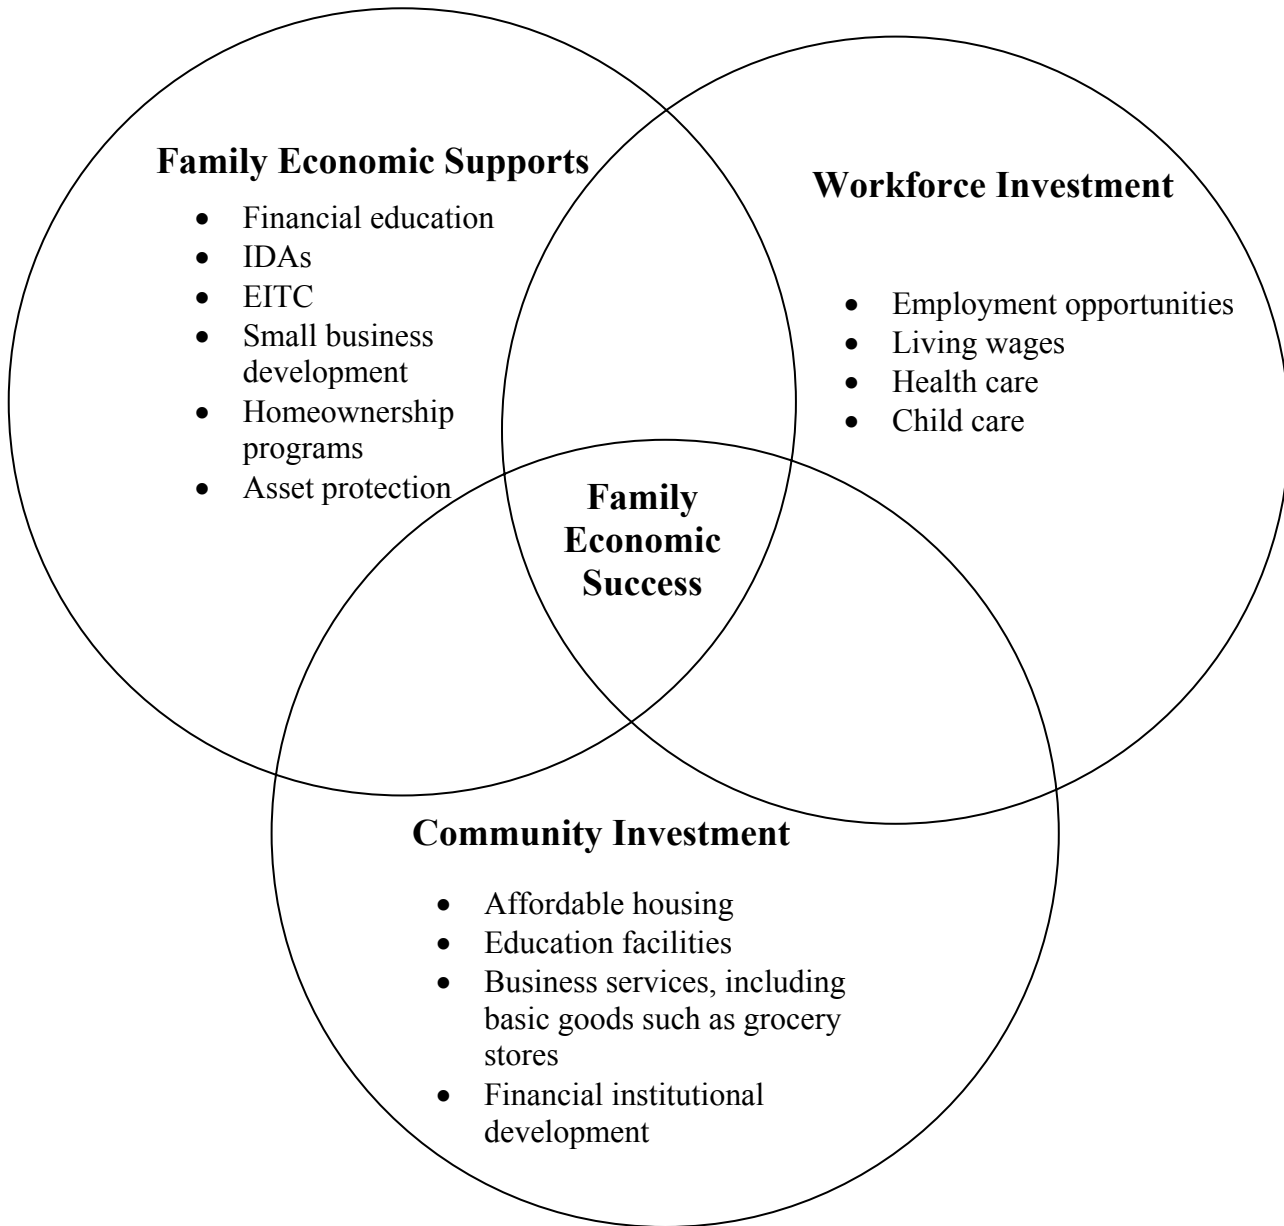 Family Economic Supports
• Financial education
• IDAs
• EITC
• Small business
development
• Homeownership
programs
• Asset protection
Workforce Investment
• Employment opportunities
• Living wages
• Health care
• Child care
Family
Economic
Success
Community Investment
• Affordable housing
• Education facilities
• Business services, including
basic goods such as grocery
stores
• Financial institutional
development